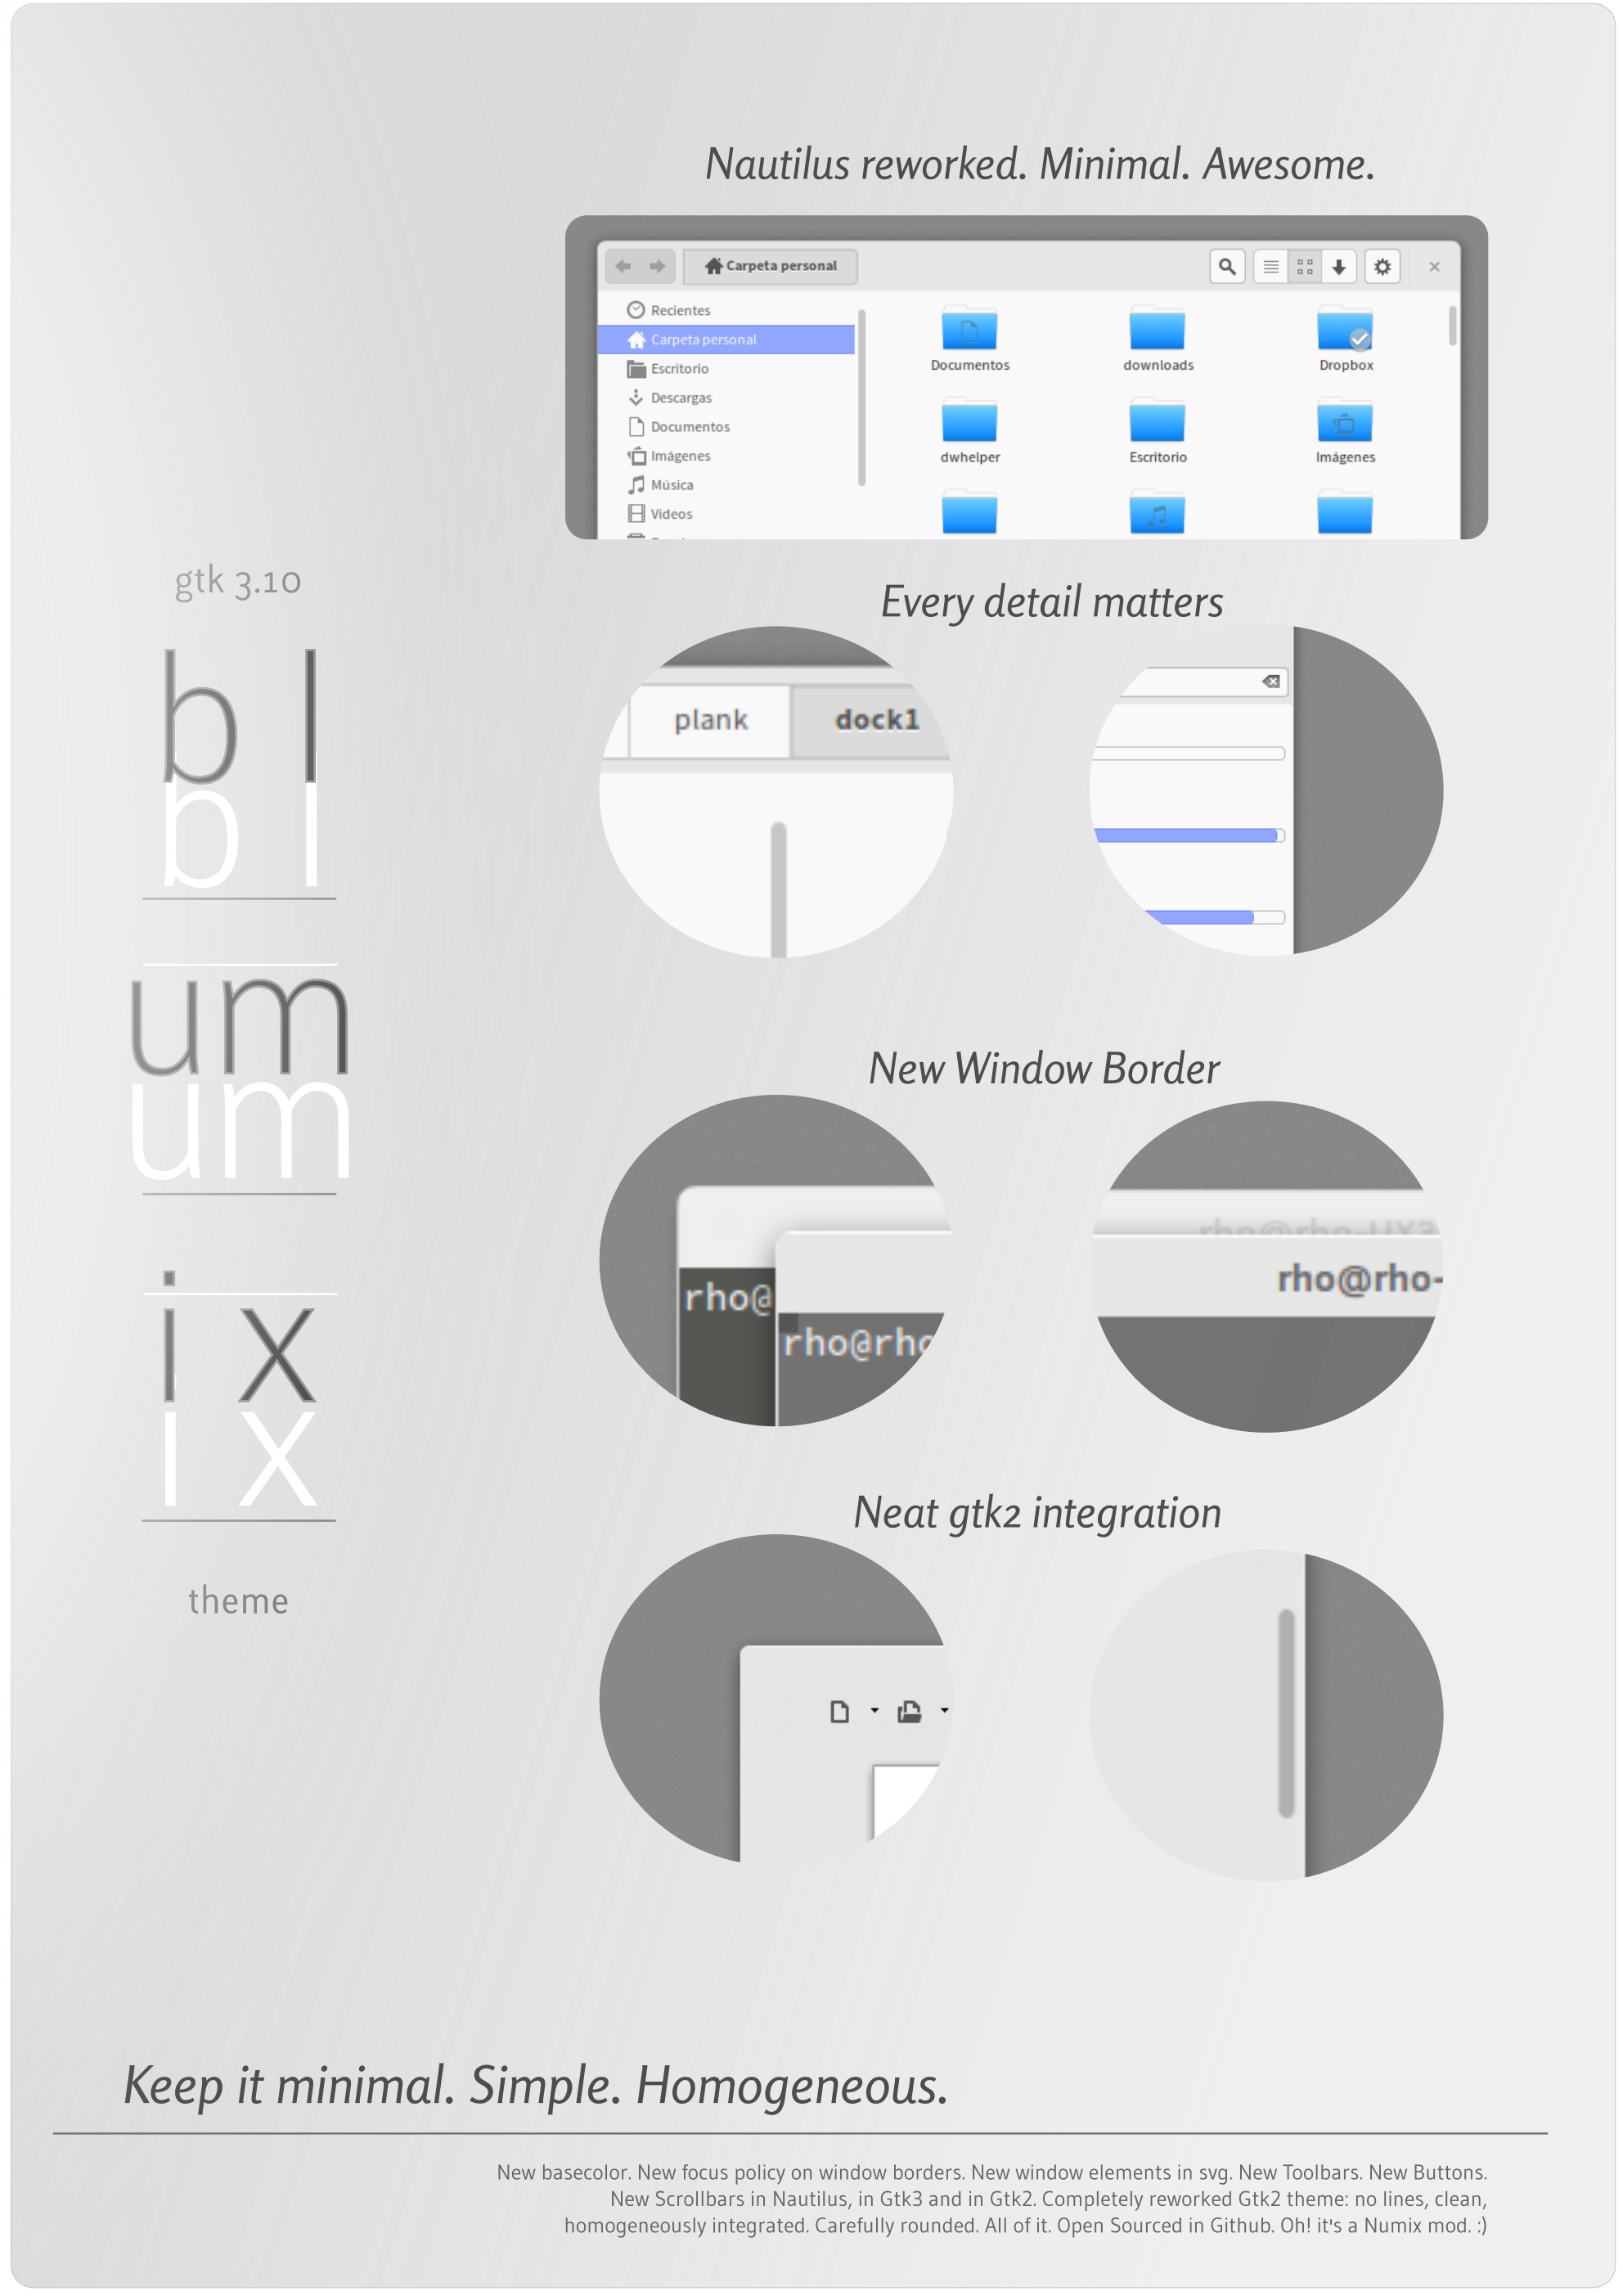 Nautilus reworked. Minimal. Awesome.
Carpeta personal
Recientes
Carpeta personal
Escritorio
Descargas
Documentos
Imágenes
Música
Vídeos
Documentos downloads Dropbox
dwhelper Escritorio Imágenes
gtk 3.10
bl
bl
um
um
ix
ix
theme
Every detail matters
plank dock1
New Window Border
rho@
rho@rho
rho@rho-UX3
rho@rho-
Neat gtk2 integration
Keep it minimal. Simple. Homogeneous.
New basecolor. New focus policy on window borders. New window elements in svg. New Toolbars. New Buttons.
New Scrollbars in Nautilus, in Gtk3 and in Gtk2. Completely reworked Gtk2 theme: no lines, clean,
homogeneously integrated. Carefully rounded. All of it. Open Sourced in Github. Oh! it's a Numix mod. :)